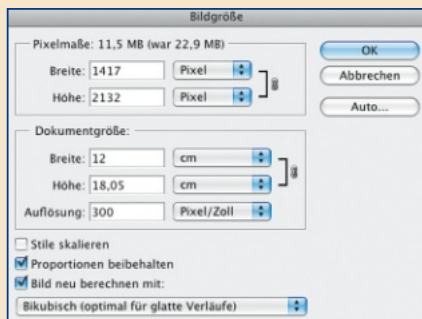 Bildgröße
Pixelmaße: 11,5 MB (war 22,9 MB)
OK
Breite: 1417 Pixel
Abbrechen
Höhe: 2132 Pixel
Auto...
Dokumentgröße:
Breite: 12 cm
Höhe: 18,05 cm
Auflösung: 300 Pixel/Zoll
Stile skalieren
Proportionen beibehalten
Bild neu berechnen mit:
Bikubisch (optimal für glatte Verläufe)